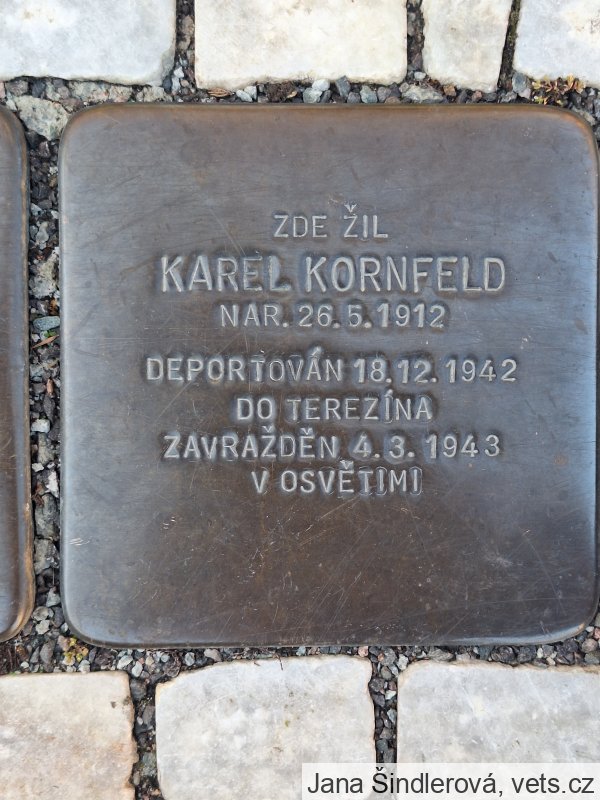 ZDE ŽIL
KAREL KORNFELD
NAR. 26.5.1912
DEPORTOVÁN 18.12.1942
DO TEREZÍNA
ZAVRAŽDĚN 4.3.1943
V OSVĚTIMI
Jana Šindlerová, vets.cz